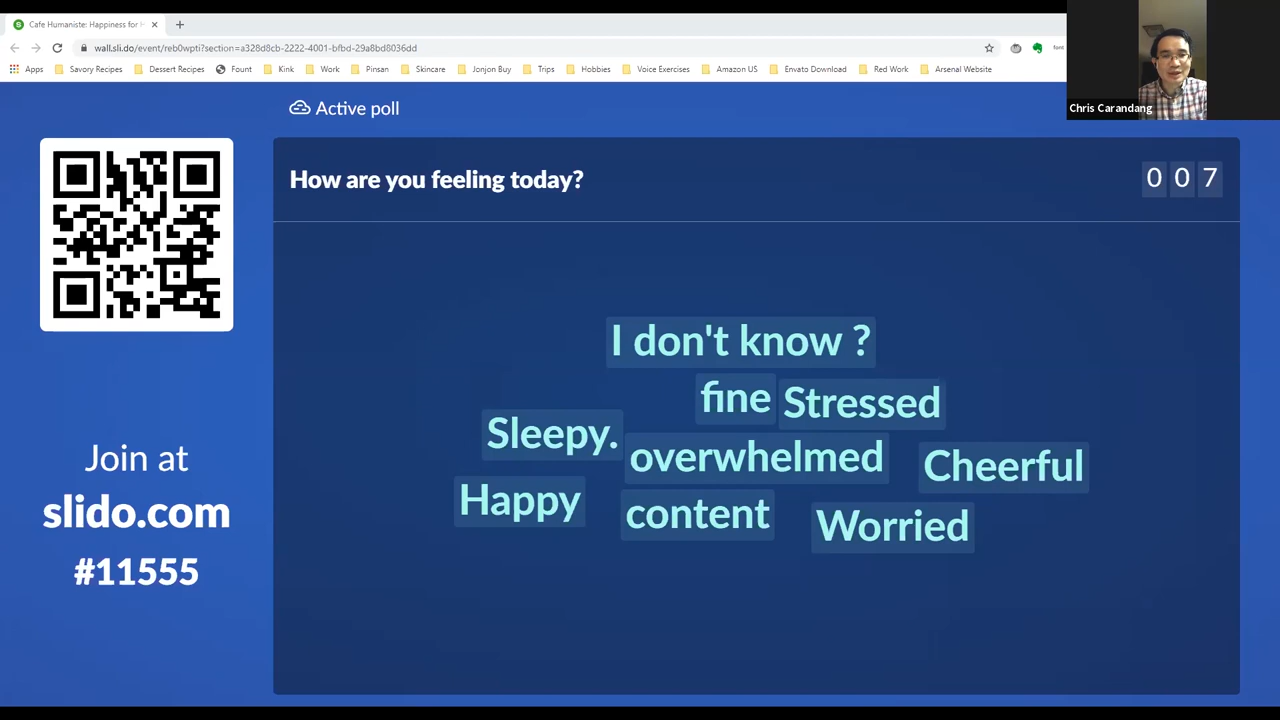 Cafe Humaniste: Happiness for H
wall.sli.do/event/reb0wpti?section=a328d8cb-2222-4001-bfbd-29a8bd8036dd
font
Apps
Savory Recipes
Dessert Recipes
Fount
Kink
Work
Pinsan
Skincare
Jonjon Buy
Trips
Hobbies
Voice Exercises
Amazon US
Envato Download
Red Work
Arsenal Website
Chris Carandang
Active poll
How are you feeling today?
007
I don't know ?
fine
Stressed
Sleepy.
overwhelmed
Cheerful
Happy
content
Worried
Join at
slido.com
#11555